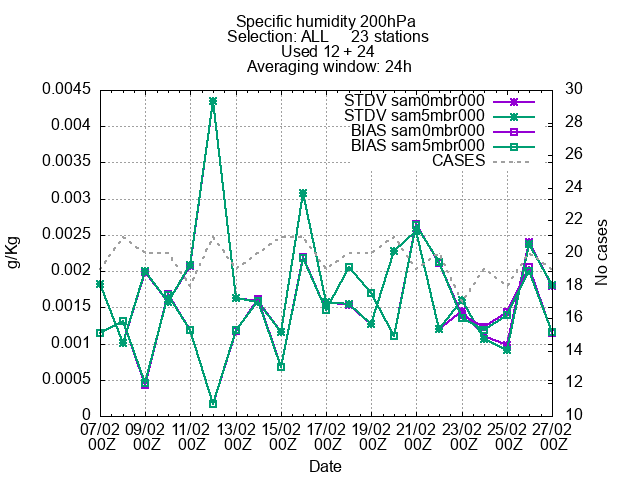 Specific humidity 200hPa
Selection: ALL 23 stations
Used 12 + 24
Averaging window: 24h
STDV sam0mbr000
STDV sam5mbr000
BIAS sam0mbr000
BIAS sam5mbr000
CASES
g/Kg
0.0045
0.004
0.0035
0.003
0.0025
0.002
0.0015
0.001
0.0005
0
30
28
26
24
22
20
18
16
14
12
10
No cases
07/02 09/02 11/02 13/02 15/02 17/02 19/02 21/02 23/02 25/02 27/02
00Z 00Z 00Z 00Z 00Z 00Z 00Z 00Z 00Z 00Z 00Z
Date